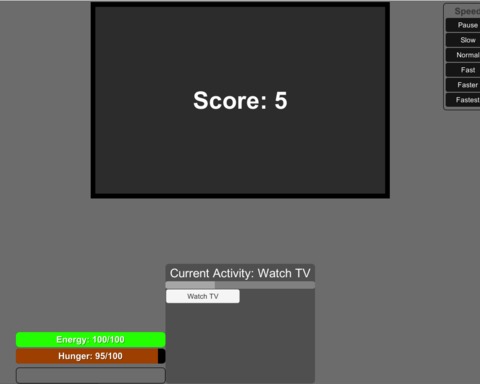 Speed
Pause
Slow
Normal
Fast
Faster
Fastest
Score: 5
Current Activity: Watch TV
Watch TV
Energy: 100/100
Hunger: 95/100